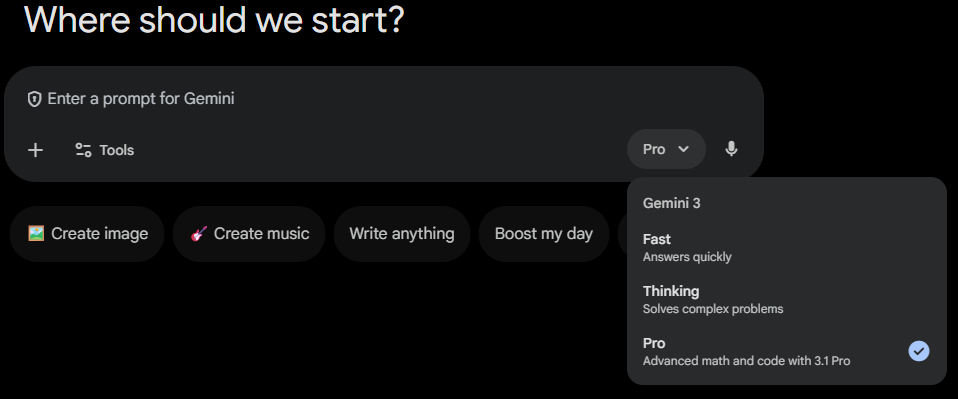 Where should we start?
Enter a prompt for Gemini
Tools
Pro
Create image
Create music
Write anything
Boost my day
Gemini 3
Fast
Answers quickly
Thinking
Solves complex problems
Pro
Advanced math and code with 3.1 Pro